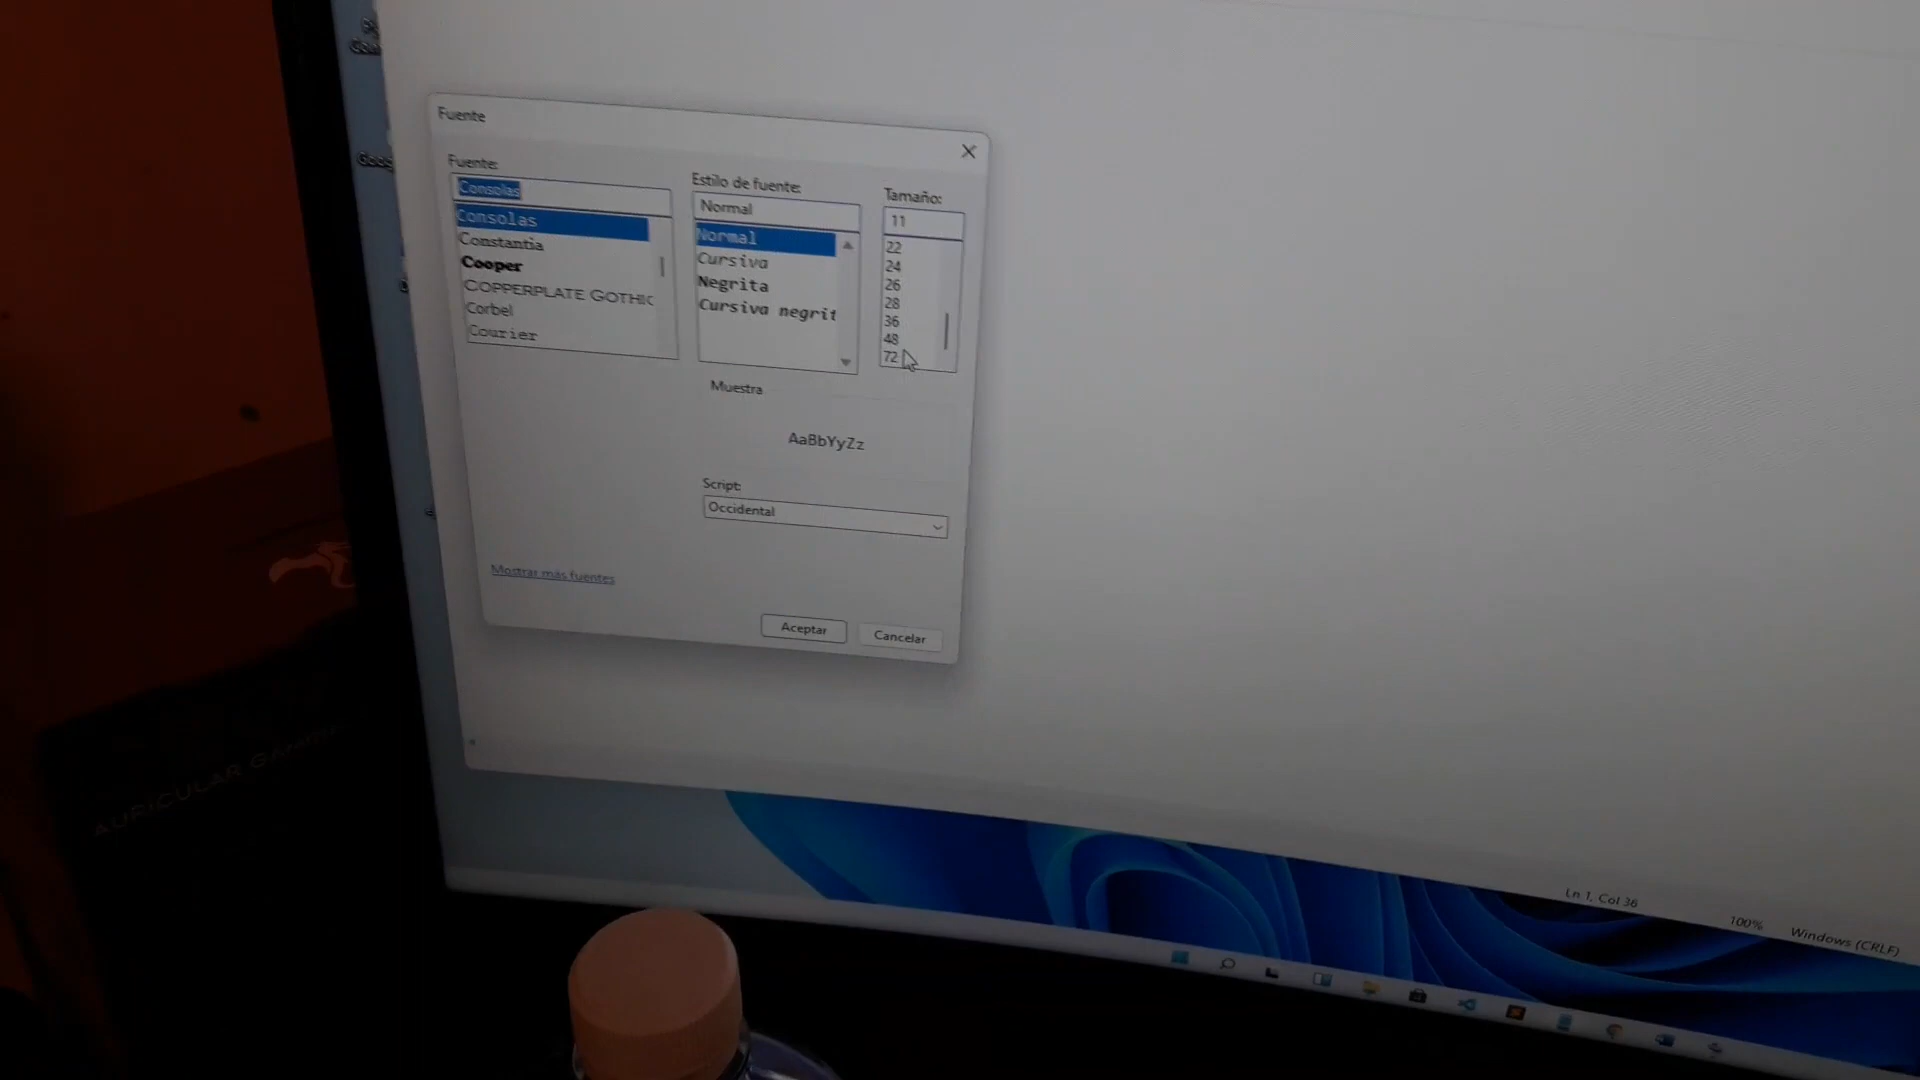 Fuente
Fuente:
Consolas
Consolas
Constantia
Cooper
COPPERPLATE GOTHIC
Corbel
Courier
Estilo de fuente:
Normal
Normal
Cursiva
Negrita
Cursiva negrit
Tamaño:
11
22
24
26
28
36
48
72
Muestra
AaBbYyZz
Script:
Occidental
Mostrar más fuentes
Aceptar
Cancelar
Ln 1, Col 36
100%
Windows (CRLF)
AURICULAR